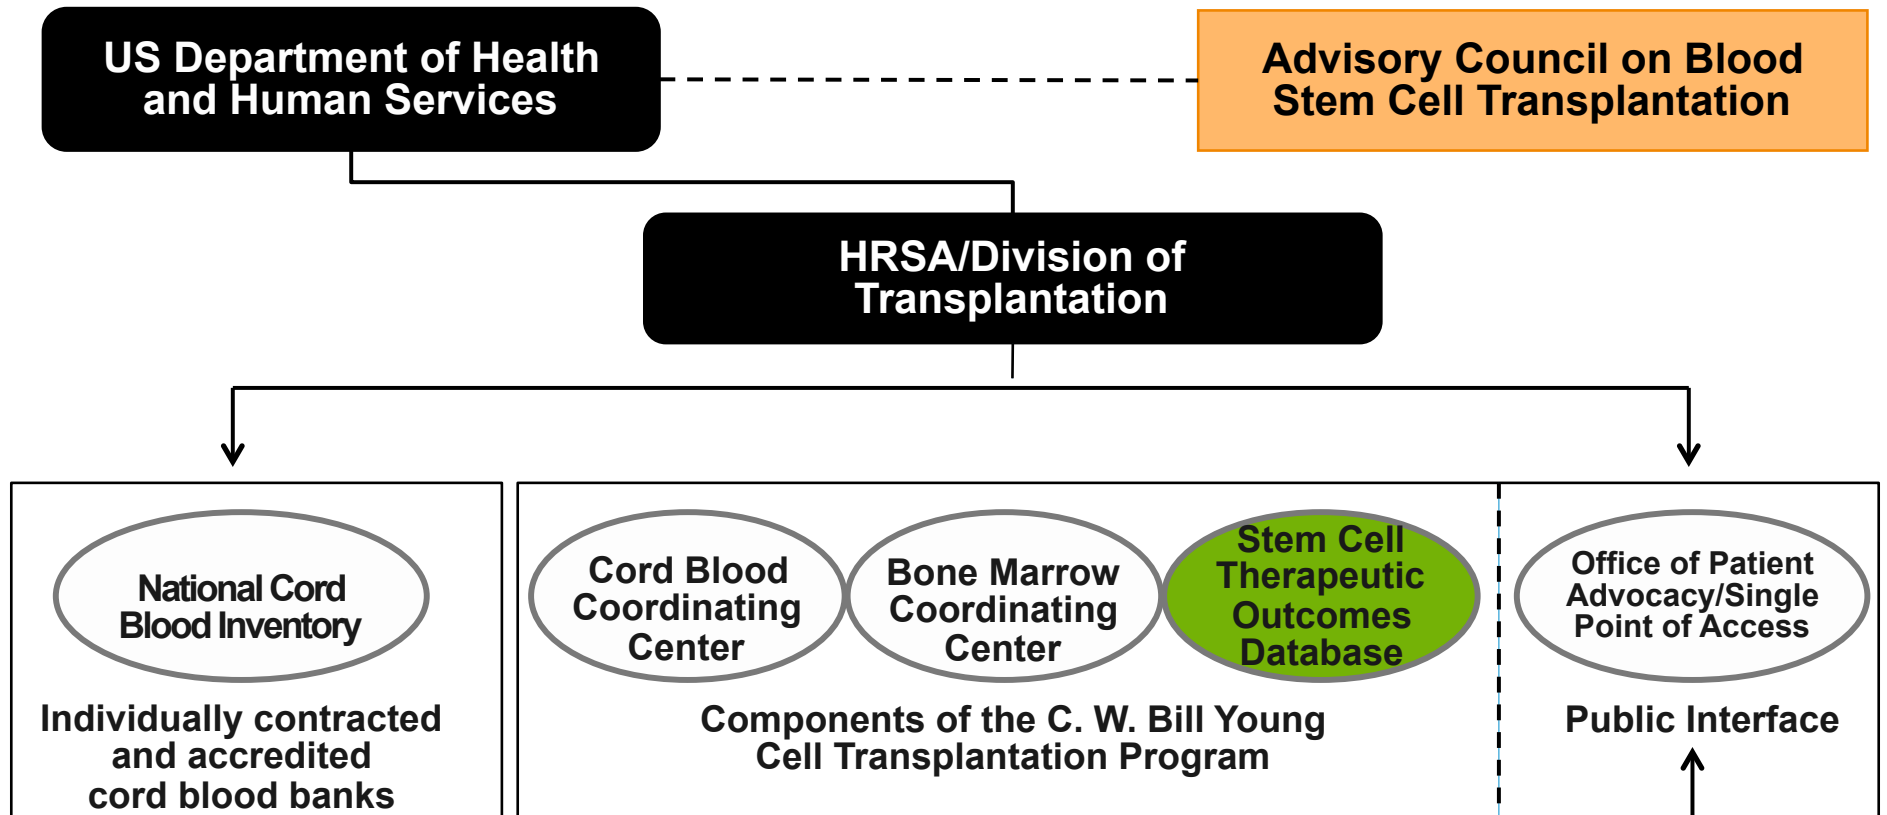 US Department of Health
and Human Services
Advisory Council on Blood
Stem Cell Transplantation
HRSA/Division of
Transplantation
National Cord
Blood Inventory
Cord Blood
Coordinating
Center
Bone Marrow
Coordinating
Center
Stem Cell
Therapeutic
Outcomes
Database
Office of Patient
Advocacy/Single
Point of Access
Individually contracted
and accredited
cord blood banks
Components of the C. W. Bill Young
Cell Transplantation Program
Public Interface